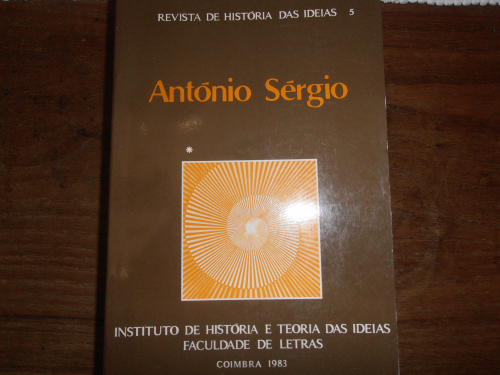 REVISTA DE HISTÓRIA DAS IDEIAS 5
António Sérgio
*
INSTITUTO DE HISTÓRIA E TEORIA DAS IDEIAS
FACULDADE DE LETRAS
COIMBRA 1983